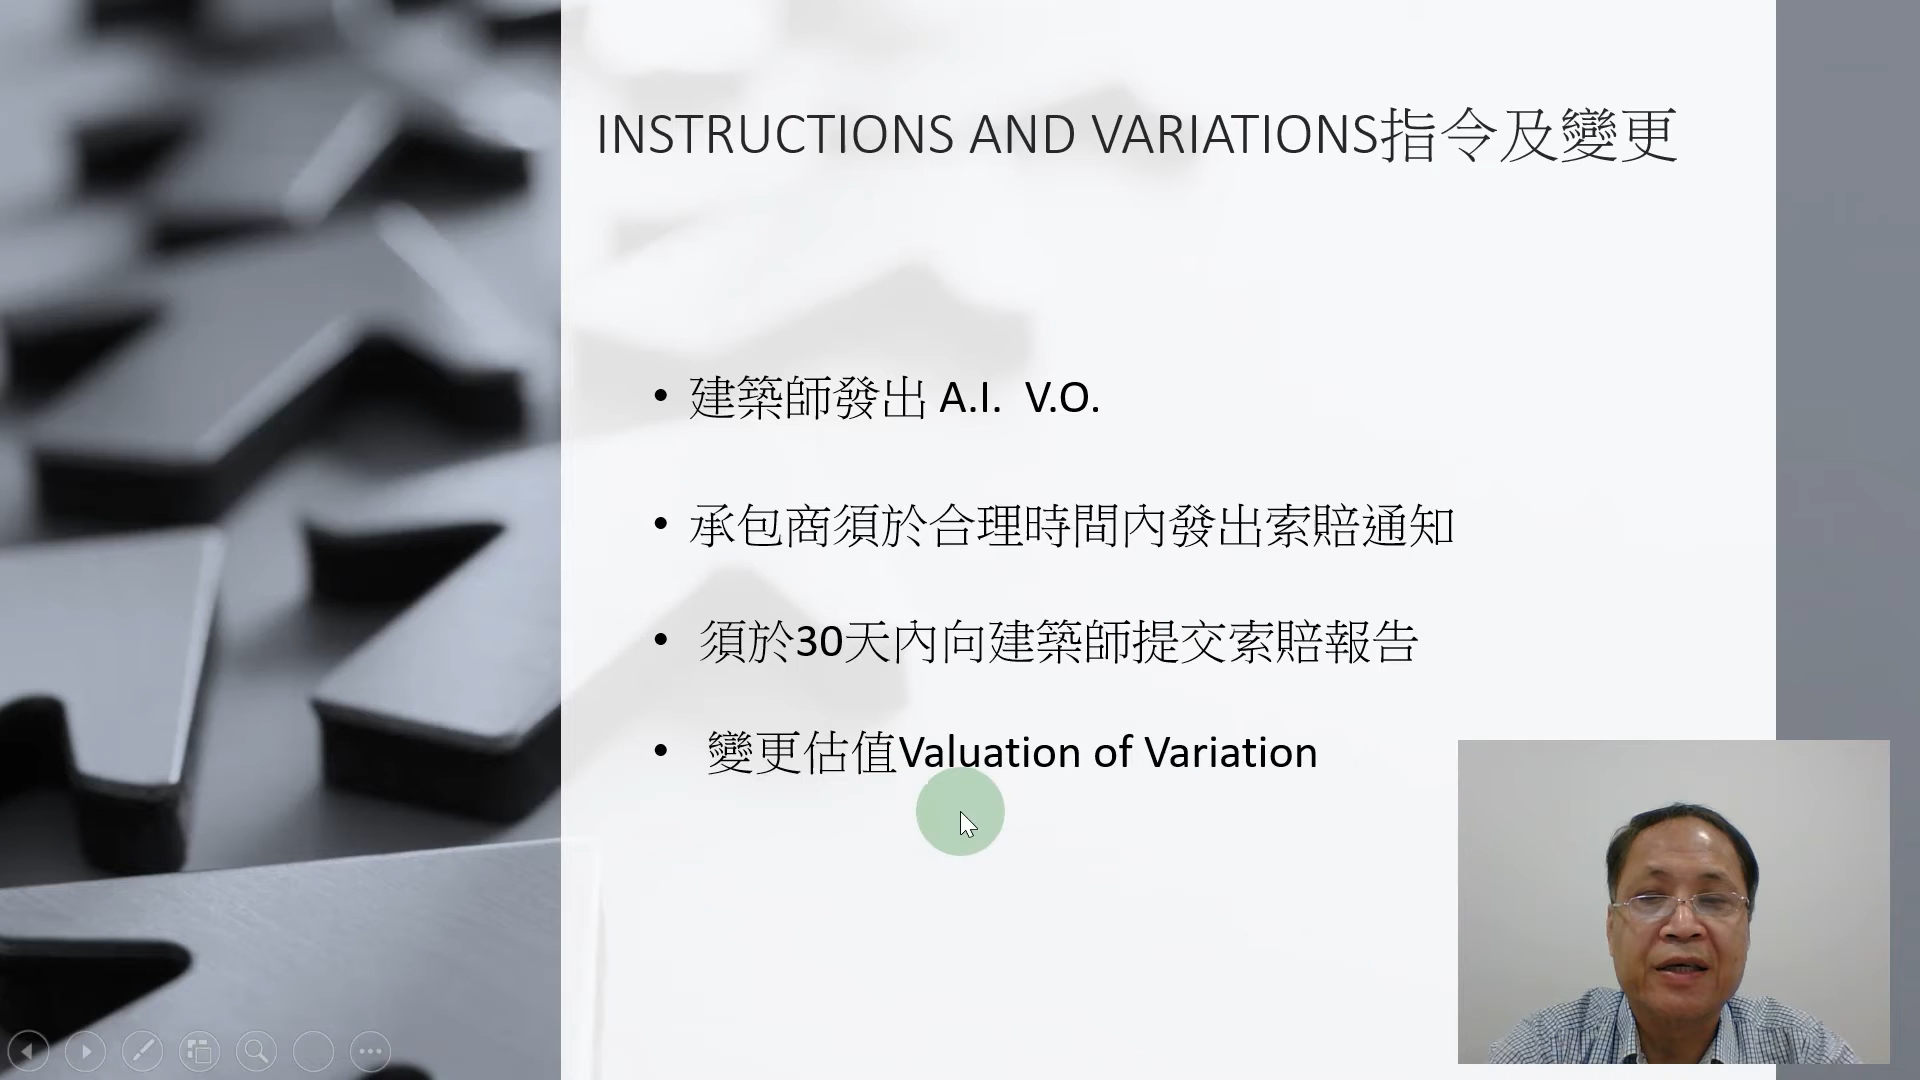 INSTRUCTIONS AND VARIATIONS指令及變更
• 建築師發出 A.I. V.O.
• 承包商須於合理時間內發出索賠通知
• 須於30天內向建築師提交索賠報告
• 變更估值Valuation of Variation